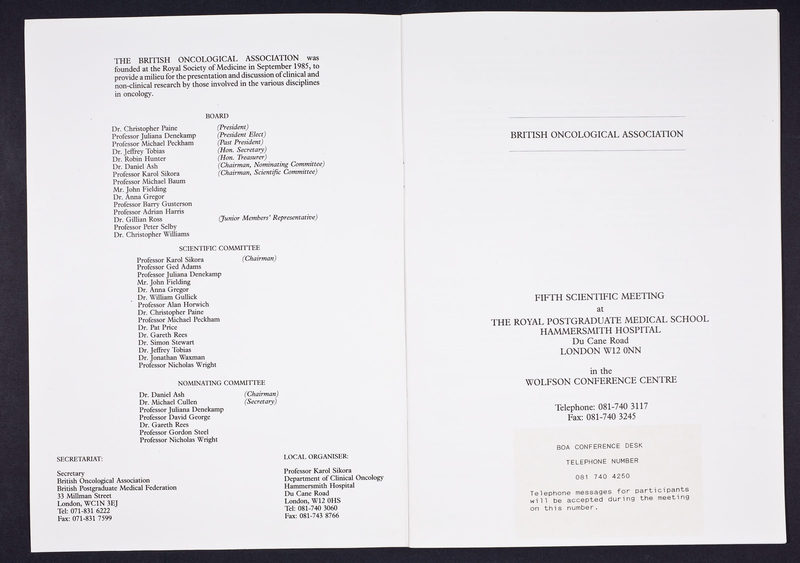 THE BRITISH ONCOLOGICAL ASSOCIATION was
founded at the Royal Society of Medicine in September 1985, to
provide a milieu for the presentation and discussion of clinical and
non-clinical research by those involved in the various disciplines
in oncology.
BOARD
Dr. Christopher Paine (President)
Professor Juliana Denekamp (President Elect)
Professor Michael Peckham (Past President)
Dr. Jeffrey Tobias (Hon. Secretary)
Dr. Robin Hunter (Hon. Treasurer)
Dr. Daniel Ash (Chairman, Nominating Committee)
Professor Karol Sikora (Chairman, Scientific Committee)
Professor Michael Baum
Mr. John Fielding
Dr. Anna Gregor
Professor Barry Gusterson
Professor Adrian Harris
Dr. Gillian Ross (Junior Members' Representative)
Professor Peter Selby
Dr. Christopher Williams
SCIENTIFIC COMMITTEE
Professor Karol Sikora (Chairman)
Professor Ged Adams
Professor Juliana Denekamp
Mr. John Fielding
Dr. Anna Gregor
Dr. William Gullick
Professor Alan Horwich
Dr. Christopher Paine
Professor Michael Peckham
Dr. Pat Price
Dr. Gareth Rees
Dr. Simon Stewart
Dr. Jeffrey Tobias
Dr. Jonathan Waxman
Professor Nicholas Wright
NOMINATING COMMITTEE
Dr. Daniel Ash (Chairman)
Dr. Michael Cullen (Secretary)
Professor Juliana Denekamp
Professor David George
Dr. Gareth Rees
Professor Gordon Steel
Professor Nicholas Wright
SECRETARIAT:
Secretary
British Oncological Association
British Postgraduate Medical Federation
33 Millman Street
London, WC1N 3EJ
Tel: 071-831 6222
Fax: 071-831 7599
LOCAL ORGANISER:
Professor Karol Sikora
Department of Clinical Oncology
Hammersmith Hospital
Du Cane Road
London, W12 0HS
Tel: 081-740 3060
Fax: 081-743 8766
BRITISH ONCOLOGICAL ASSOCIATION
FIFTH SCIENTIFIC MEETING
at
THE ROYAL POSTGRADUATE MEDICAL SCHOOL
HAMMERSMITH HOSPITAL
Du Cane Road
LONDON W12 0NN
in the
WOLFSON CONFERENCE CENTRE
Telephone: 081-740 3117
Fax: 081-740 3245
BOA CONFERENCE DESK
TELEPHONE NUMBER
081 740 4250
Telephone messages for participants
will be accepted during the meeting
on this number.